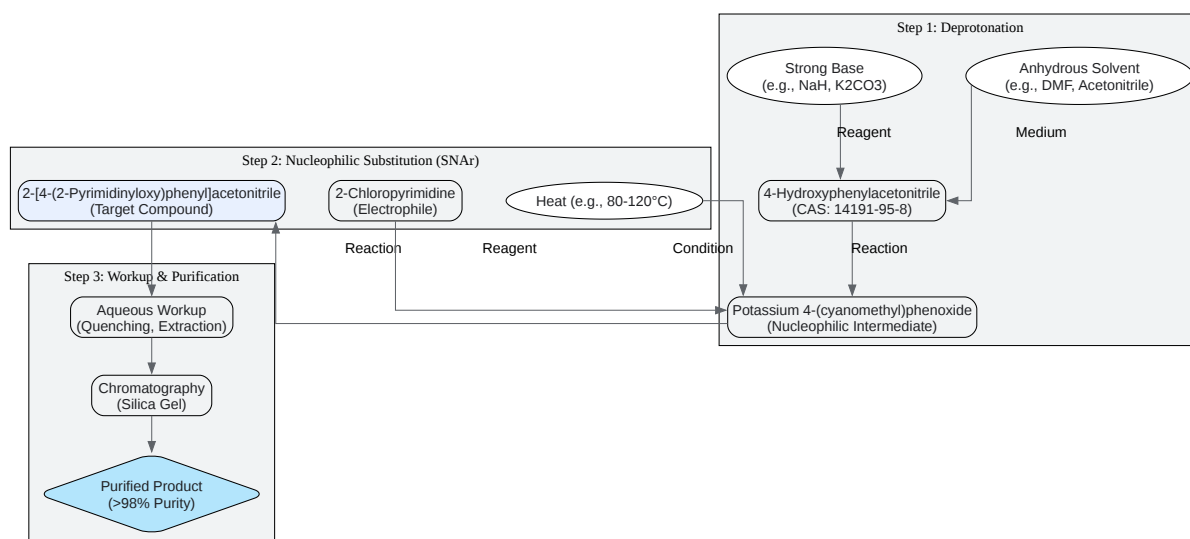 Step 1: Deprotonation
Strong Base
(e.g., NaH, K2CO3)
Anhydrous Solvent
(e.g., DMF, Acetonitrile)
Reagent
Medium
Step 2: Nucleophilic Substitution (SNAr)
2-[4-(2-Pyrimidinyloxy)phenyl]acetonitrile
(Target Compound)
2-Chloropyrimidine
(Electrophile)
Heat (e.g., 80-120°C)
4-Hydroxyphenylacetonitrile
(CAS: 14191-95-8)
Reaction
Reagent
Condition
Reaction
Step 3: Workup & Purification
Aqueous Workup
(Quenching, Extraction)
Potassium 4-(cyanomethyl)phenoxide
(Nucleophilic Intermediate)
Chromatography
(Silica Gel)
Purified Product
(>98% Purity)